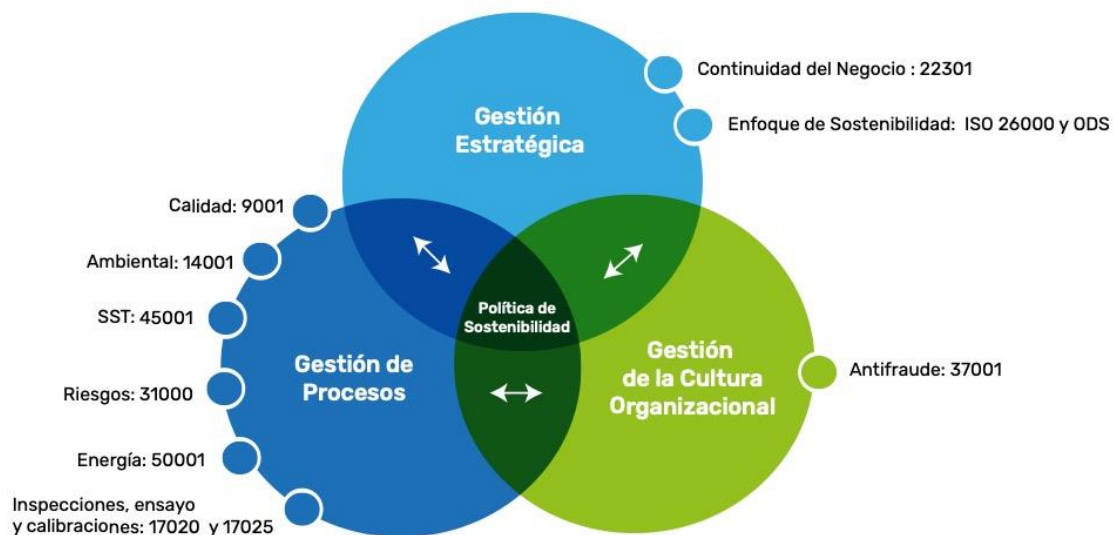 Continuidad del Negocio : 22301
Gestión
Estratégica
Enfoque de Sostenibilidad: ISO 26000 y ODS
Calidad: 9001
Ambiental: 14001
SST: 45001
Política de
Sostenibilidad
Gestión de
Procesos
Gestión
de la Cultura
Organizacional
Antifraude: 37001
Riesgos: 31000
Energía: 50001
Inspecciones, ensayo
y calibraciones: 17020 y 17025